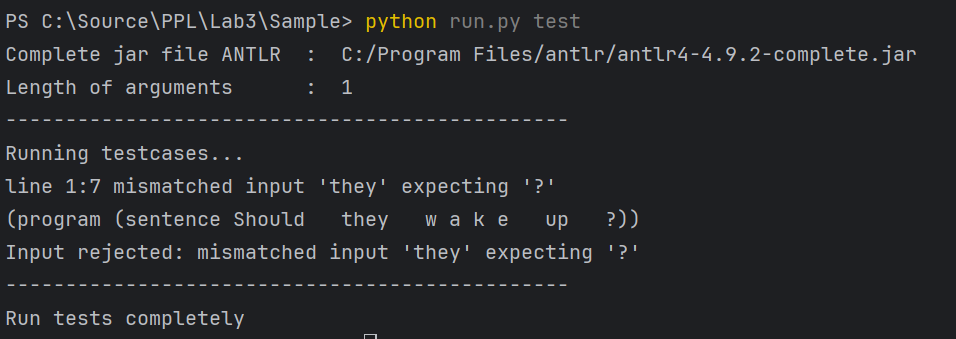 PS C:\Source\PPL\Lab3\Sample> python run.py test
Complete jar file ANTLR  :  C:/Program Files/antlr/antlr4-4.9.2-complete.jar
Length of arguments      :  1
-----------------------------------------------
Running testcases...
line 1:7 mismatched input 'they' expecting '?'
(program (sentence Should   they   w a k e   up   ?))
Input rejected: mismatched input 'they' expecting '?'
-----------------------------------------------
Run tests completely